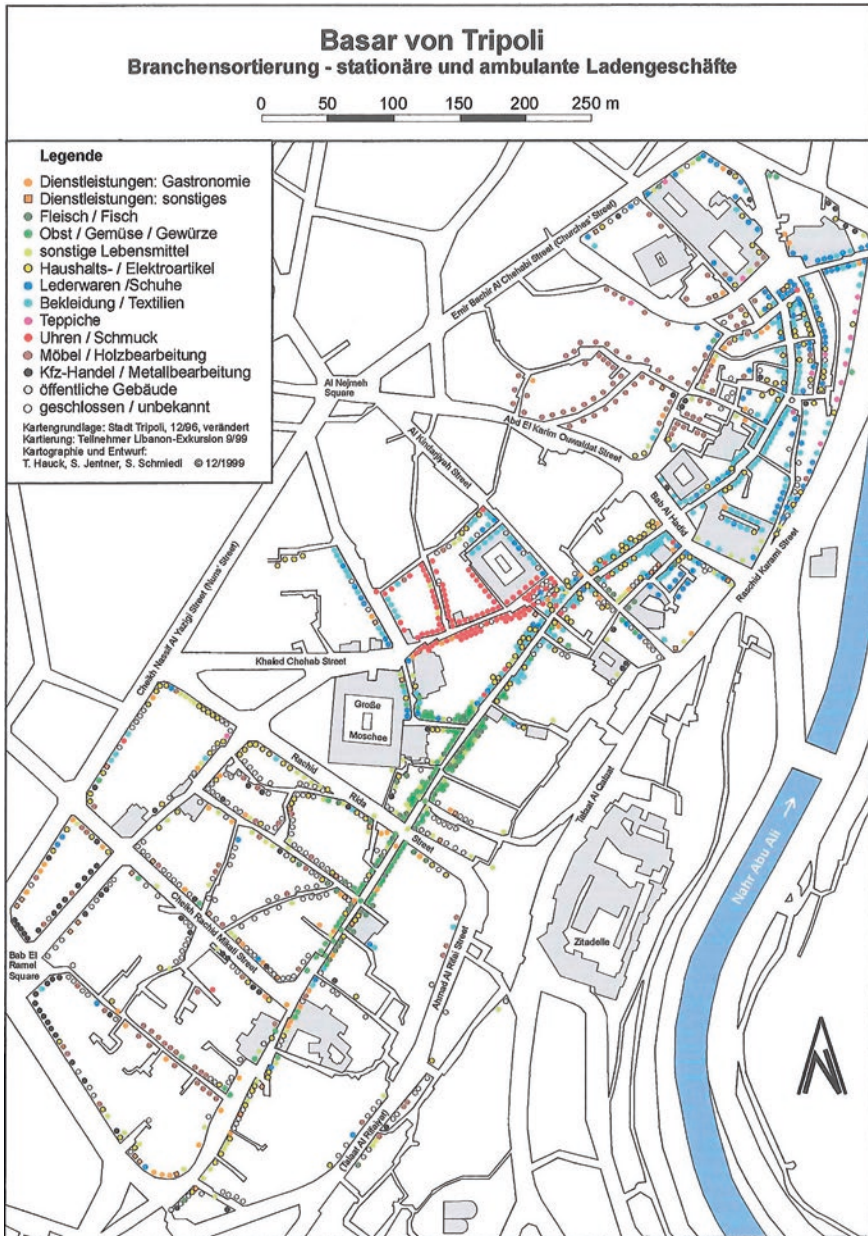 Basar von Tripoli
Branchensortierung - stationäre und ambulante Ladengeschäfte
0 50 100 150 200 250 m
Legende
Dienstleistungen: Gastronomie
Dienstleistungen: sonstiges
Fleisch / Fisch
Obst / Gemüse / Gewürze
sonstige Lebensmittel
Haushalts- / Elektroartikel
Lederwaren /Schuhe
Bekleidung / Textilien
Teppiche
Uhren / Schmuck
Möbel / Holzbearbeitung
Kfz-Handel / Metallbearbeitung
öffentliche Gebäude
geschlossen / unbekannt
Kartengrundlage: Stadt Tripoli, 12/96, verändert
Kartierung: Teilnehmer Libanon-Exkursion 9/99
Kartographie und Entwurf:
T. Hauck, S. Jentner, S. Schmiedl © 12/1999
Emir Bachir Al Chehabi Street (Churches' Street)
Al Nejmeh
Square
Al Kindarjiyah Street
Abd El Karim Ouwaidat Street
Bab Al Hadid
Raschid Karami Street
Cheikh Nassif Al Yazigi Street (Nuns' Street)
Khaled Chehab Street
Große
Moschee
Rachid
Rida
Street
Talaat Al Qalaat
Nahr Abu Ali
Cheikh Rachid Mikati Street
Zitadelle
Bab El
Ramel
Square
Ahmad Al Rifai Street
(Talaat Al Rifaiyat)
N